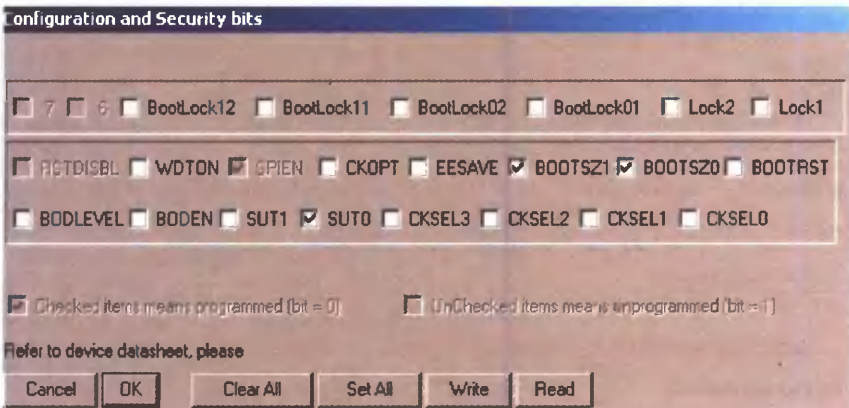 Configuration and Security bits
7 6 BootLock12 BootLock11 BootLock02 BootLock01 Lock2 Lock1
RSTDISBL WDTON SPIEN CKOPT EESAVE BOOTSZ1 BOOTSZ0 BOOTRST
BODLEVEL BODEN SUT1 SUT0 CKSEL3 CKSEL2 CKSEL1 CKSEL0
Checked items means programmed (bit = 0) UnChecked items means unprogrammed (bit = 1)
Refer to device datasheet, please
Cancel OK Clear All Set All Write Read